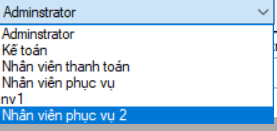 Adminstrator
Adminstrator
Kế toán
Nhân viên thanh toán
Nhân viên phục vụ
nv1
Nhân viên phục vụ 2